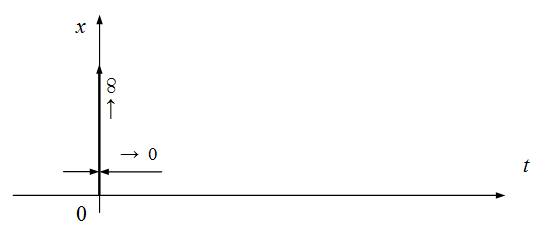 x
→ ∞
→ 0
t
0